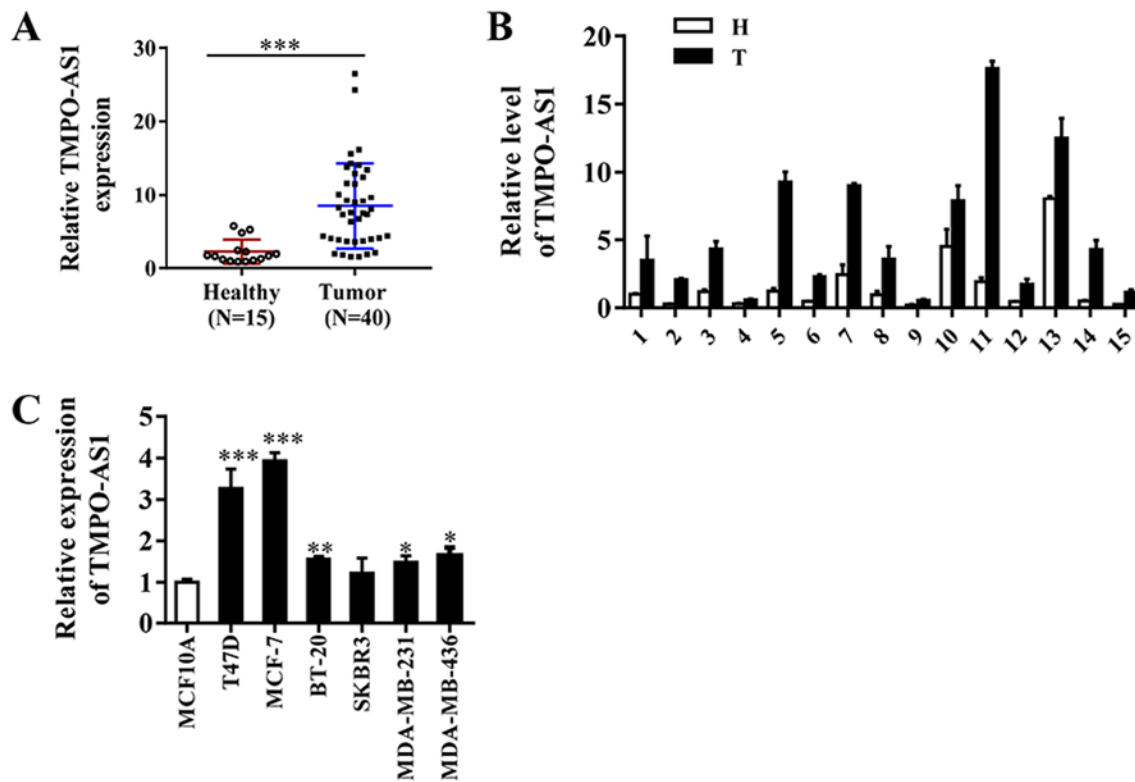 A
Relative TMPO-AS1
expression
***
30
20
10
0
Healthy
(N=15)
Tumor
(N=40)
B
Relative level
of TMPO-AS1
H
T
20
15
10
5
0
1 2 3 4 5 6 7 8 9 10 11 12 13 14 15
C
Relative expression
of TMPO-AS1
5
4
3
2
1
0
***
***
**
*
*
MCF10A
T47D
MCF-7
BT-20
SKBR3
MDA-MB-231
MDA-MB-436